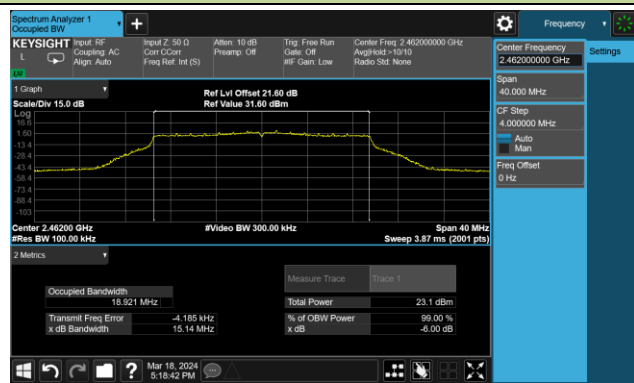 Spectrum Analyzer 1
Occupied BW
+
Frequency
KEYSIGHT Input: RF Input Z: 50 Ω Atten: 10 dB Trig: Free Run Center Freq: 2.462000000 GHz
L Coupling: AC Corr CCorr Preamp: Off Gate: Off Avg|Hold:>10/10
Align: Auto Freq Ref: Int (S) #IF Gain: Low Radio Std: None
Center Frequency
2.462000000 GHz
Settings
Span
40.000 MHz
CF Step
4.000000 MHz
Auto
Man
Freq Offset
0 Hz
1 Graph
Ref Lvl Offset 21.60 dB
Scale/Div 15.0 dB Ref Value 31.60 dBm
Log
16.6
1.60
-13.4
-28.4
-43.4
-58.4
-73.4
-88.4
-103
Center 2.46200 GHz #Video BW 300.00 kHz Span 40 MHz
#Res BW 100.00 kHz Sweep 3.87 ms (2001 pts)
2 Metrics
Measure Trace Trace 1
Occupied Bandwidth
18.921 MHz Total Power 23.1 dBm
Transmit Freq Error -4.185 kHz % of OBW Power 99.00 %
x dB Bandwidth 15.14 MHz x dB -6.00 dB
? Mar 18, 2024
5:18:42 PM